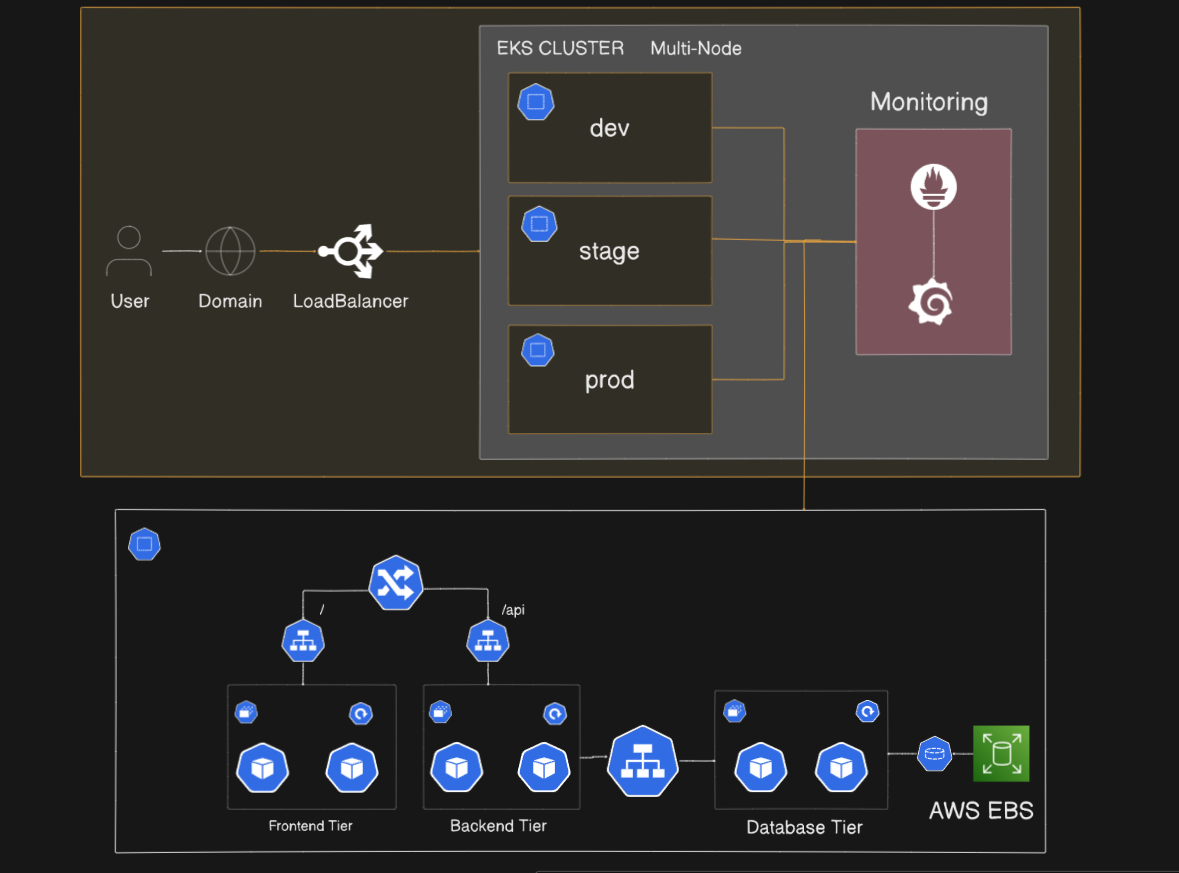 EKS CLUSTER Multi-Node
dev
Monitoring
stage
User
Domain
LoadBalancer
prod
/
/api
Frontend Tier
Backend Tier
Database Tier
AWS EBS